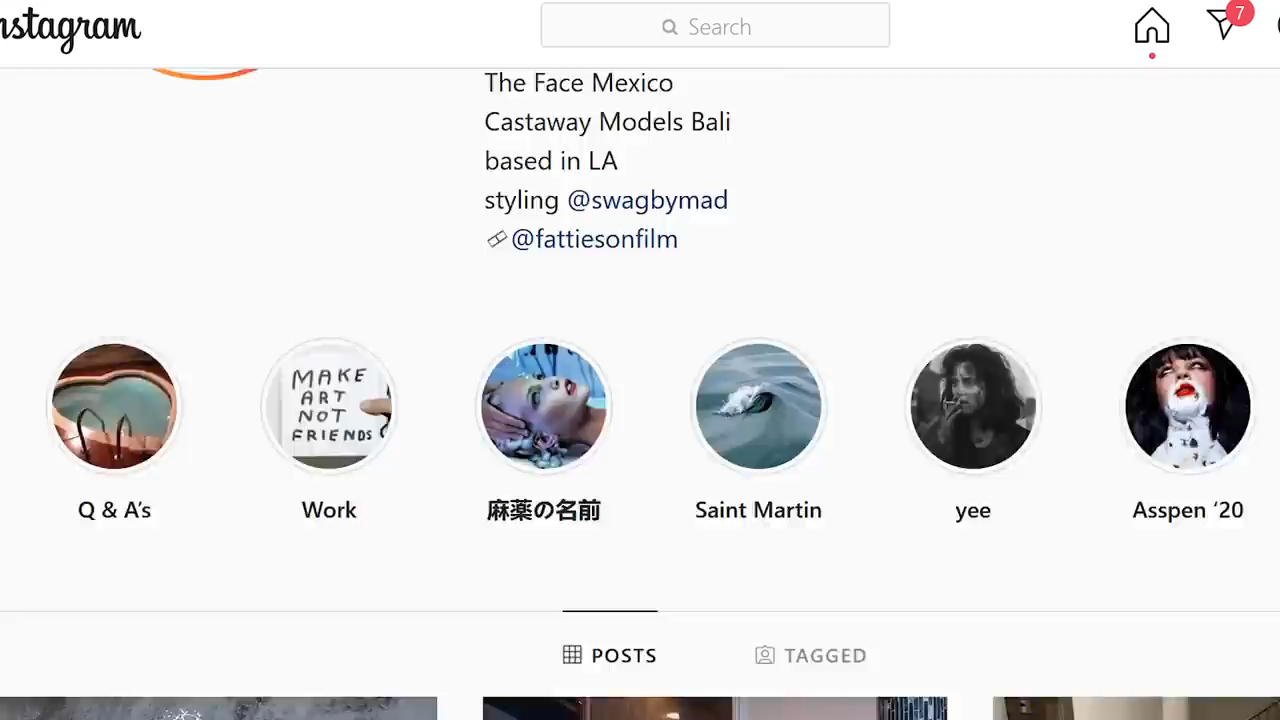 nstagram
Search
7
The Face Mexico
Castaway Models Bali
based in LA
styling @swagbymad
@fattiesonfilm
MAKE
ART
NOT
FRIENDS
Q & A’s
Work
麻薬の名前
Saint Martin
yee
Asspen ‘20
POSTS
TAGGED